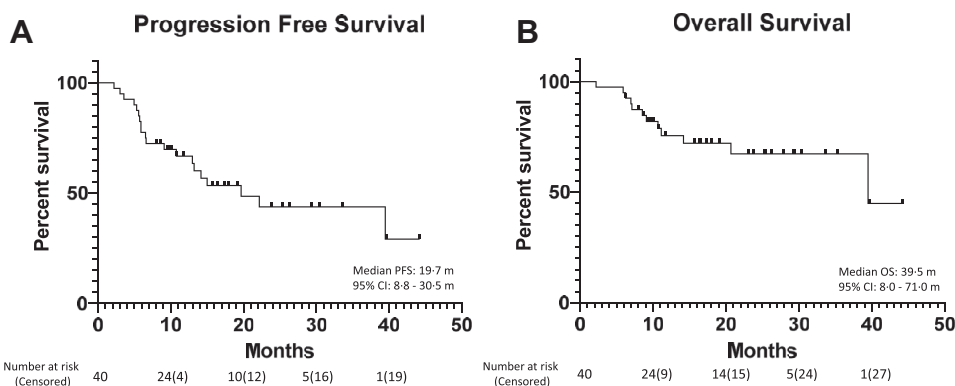 A
Progression Free Survival
Percent survival
100
50
0
Median PFS: 19·7 m
95% CI: 8·8 - 30·5 m
0 10 20 30 40 50
Months
Number at risk
(Censored)
40 24(4) 10(12) 5(16) 1(19)
B
Overall Survival
Percent survival
100
50
0
Median OS: 39·5 m
95% CI: 8·0 - 71·0 m
0 10 20 30 40 50
Months
Number at risk
(Censored)
40 24(9) 14(15) 5(24) 1(27)